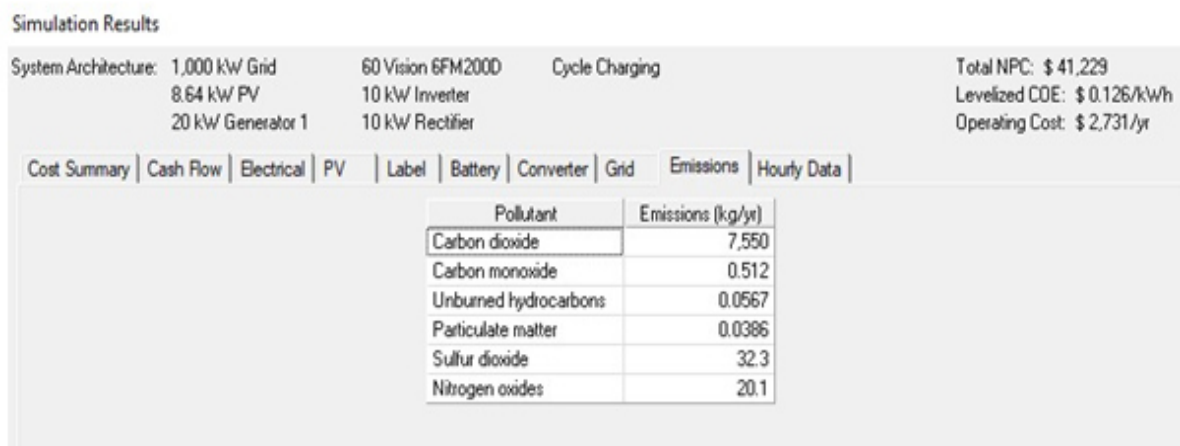 Simulation Results
System Architecture: 1,000 kW Grid 60 Vision 6FM200D Cycle Charging Total NPC: $ 41,229
8.64 kW PV 10 kW Inverter Levelized COE: $ 0.126/kWh
20 kW Generator 1 10 kW Rectifier Operating Cost: $ 2,731/yr
Cost Summary Cash Flow Electrical PV Label Battery Converter Grid Emissions Hourly Data
Pollutant Emissions (kg/yr)
Carbon dioxide 7,550
Carbon monoxide 0.512
Unburned hydrocarbons 0.0567
Particulate matter 0.0386
Sulfur dioxide 32.3
Nitrogen oxides 20.1